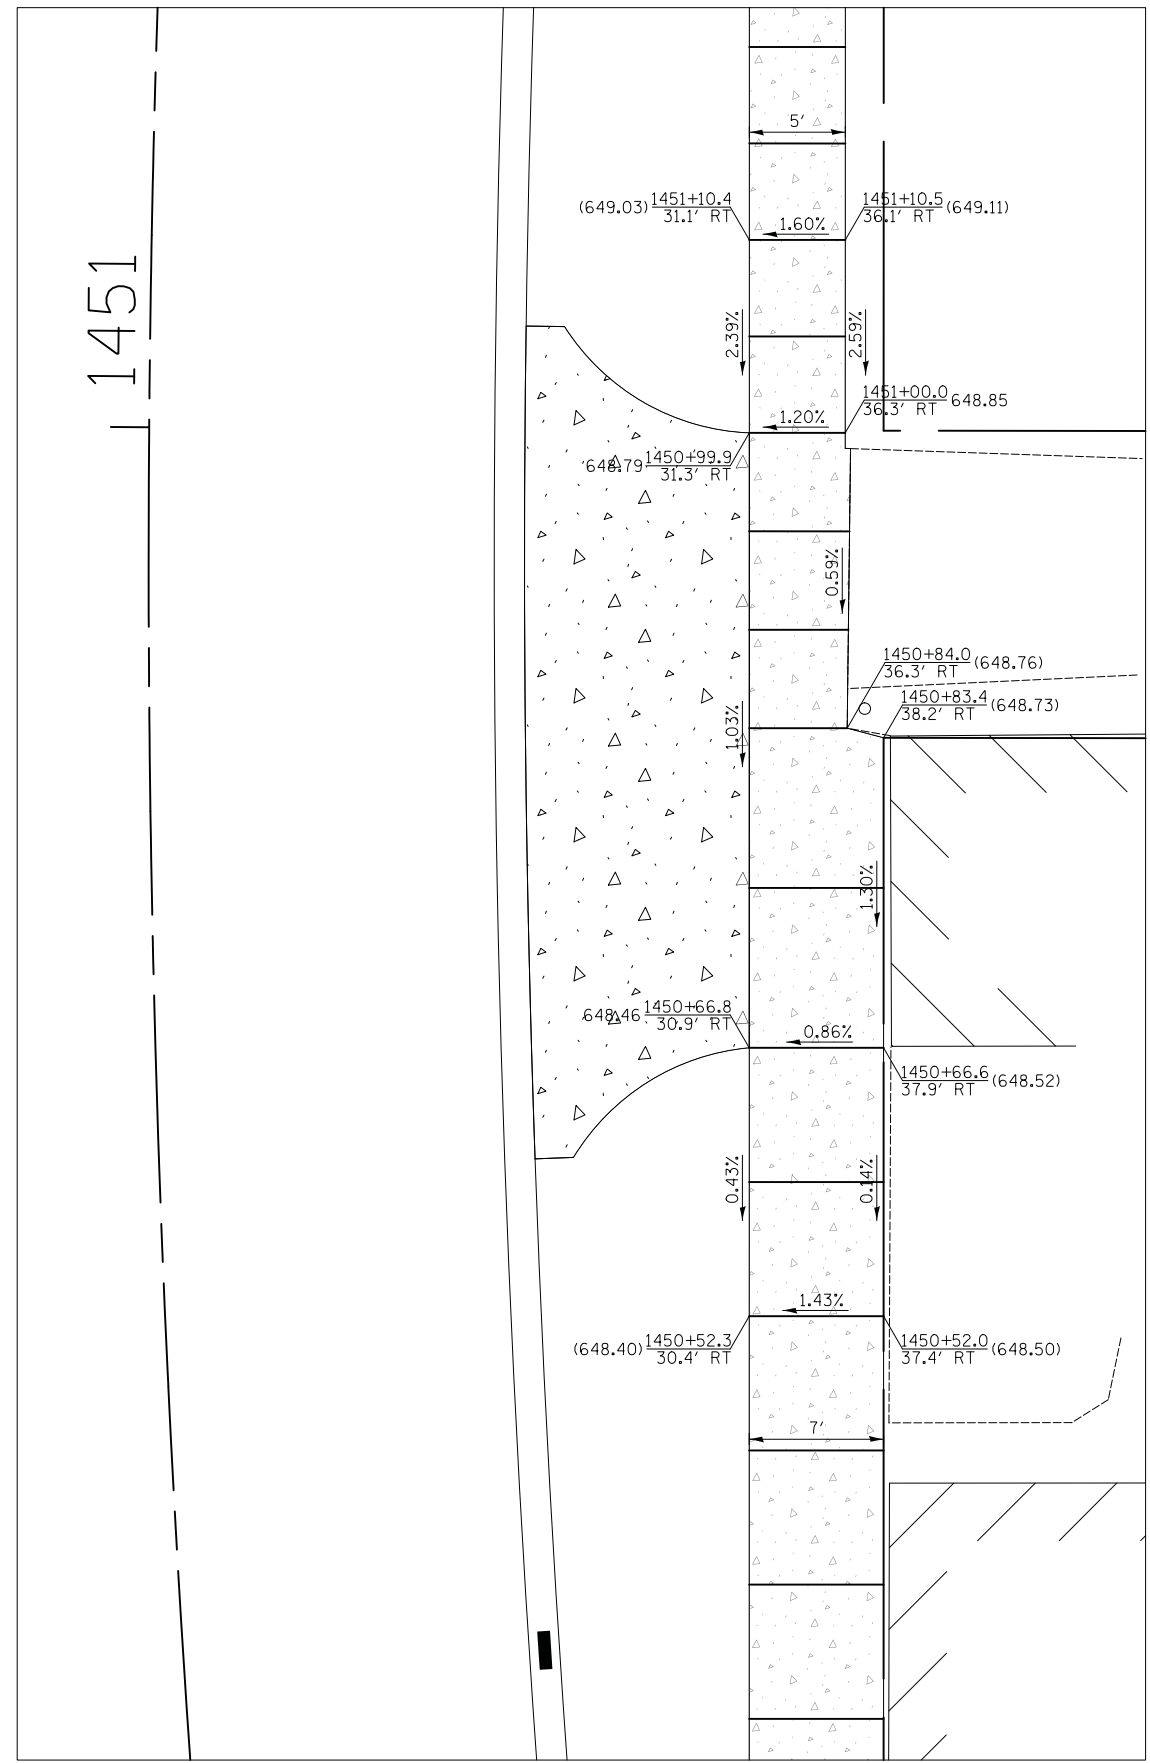 5'
(649.03) 1451+10.4
31.1' RT
1451+10.5 (649.11)
36.1' RT
1.60%
1451
2.39%
2.59%
1451+00.0 648.85
36.3' RT
1.20%
648.79 1450+99.9
31.3' RT
0.59%
1450+84.0 (648.76)
36.3' RT
1450+83.4 (648.73)
38.2' RT
1.03%
1.30%
648.46 1450+66.8
30.9' RT
0.86%
1450+66.6 (648.52)
37.9' RT
0.43%
0.14%
1.43%
(648.40) 1450+52.3
30.4' RT
1450+52.0 (648.50)
37.4' RT
7'